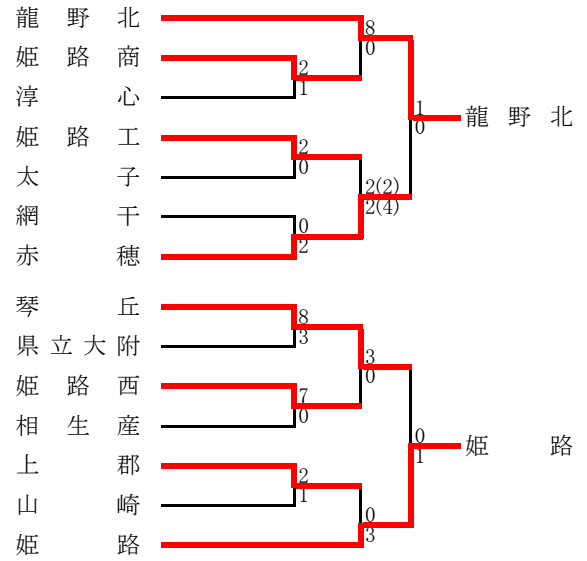 龍野北
8
0
姫路商
2
1
淳心
1
0
龍野北
姫路工
2
0
太子
2(2)
2(4)
網干
0
2
赤穂
琴丘
8
3
県立大附
3
0
姫路西
7
0
相生産
0
1
姫路
上郡
2
1
山崎
0
3
姫路